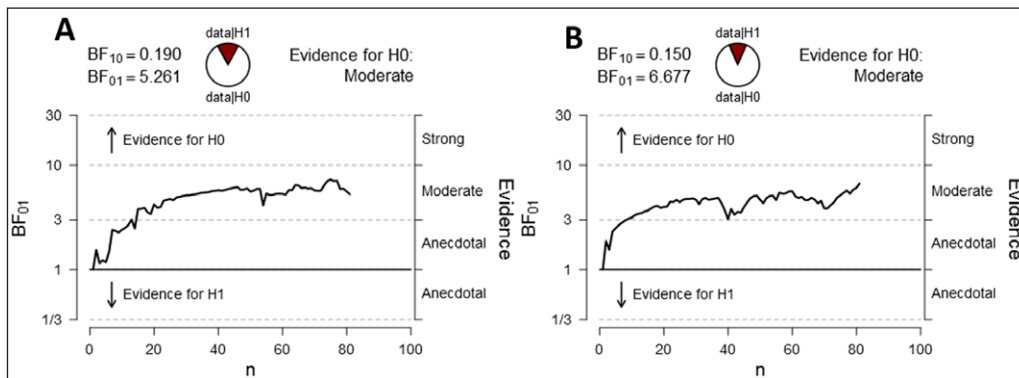 A
BF10 = 0.190
BF01 = 5.261
data|H1
data|H0
Evidence for H0:
Moderate
30
10
3
1
1/3
BF01
Evidence for H0
Evidence for H1
Strong
Moderate
Anecdotal
Anecdotal
Evidence
0 20 40 60 80 100
n
B
BF10 = 0.150
BF01 = 6.677
data|H1
data|H0
Evidence for H0:
Moderate
30
10
3
1
1/3
BF01
Evidence for H0
Evidence for H1
Strong
Moderate
Anecdotal
Anecdotal
Evidence
0 20 40 60 80 100
n